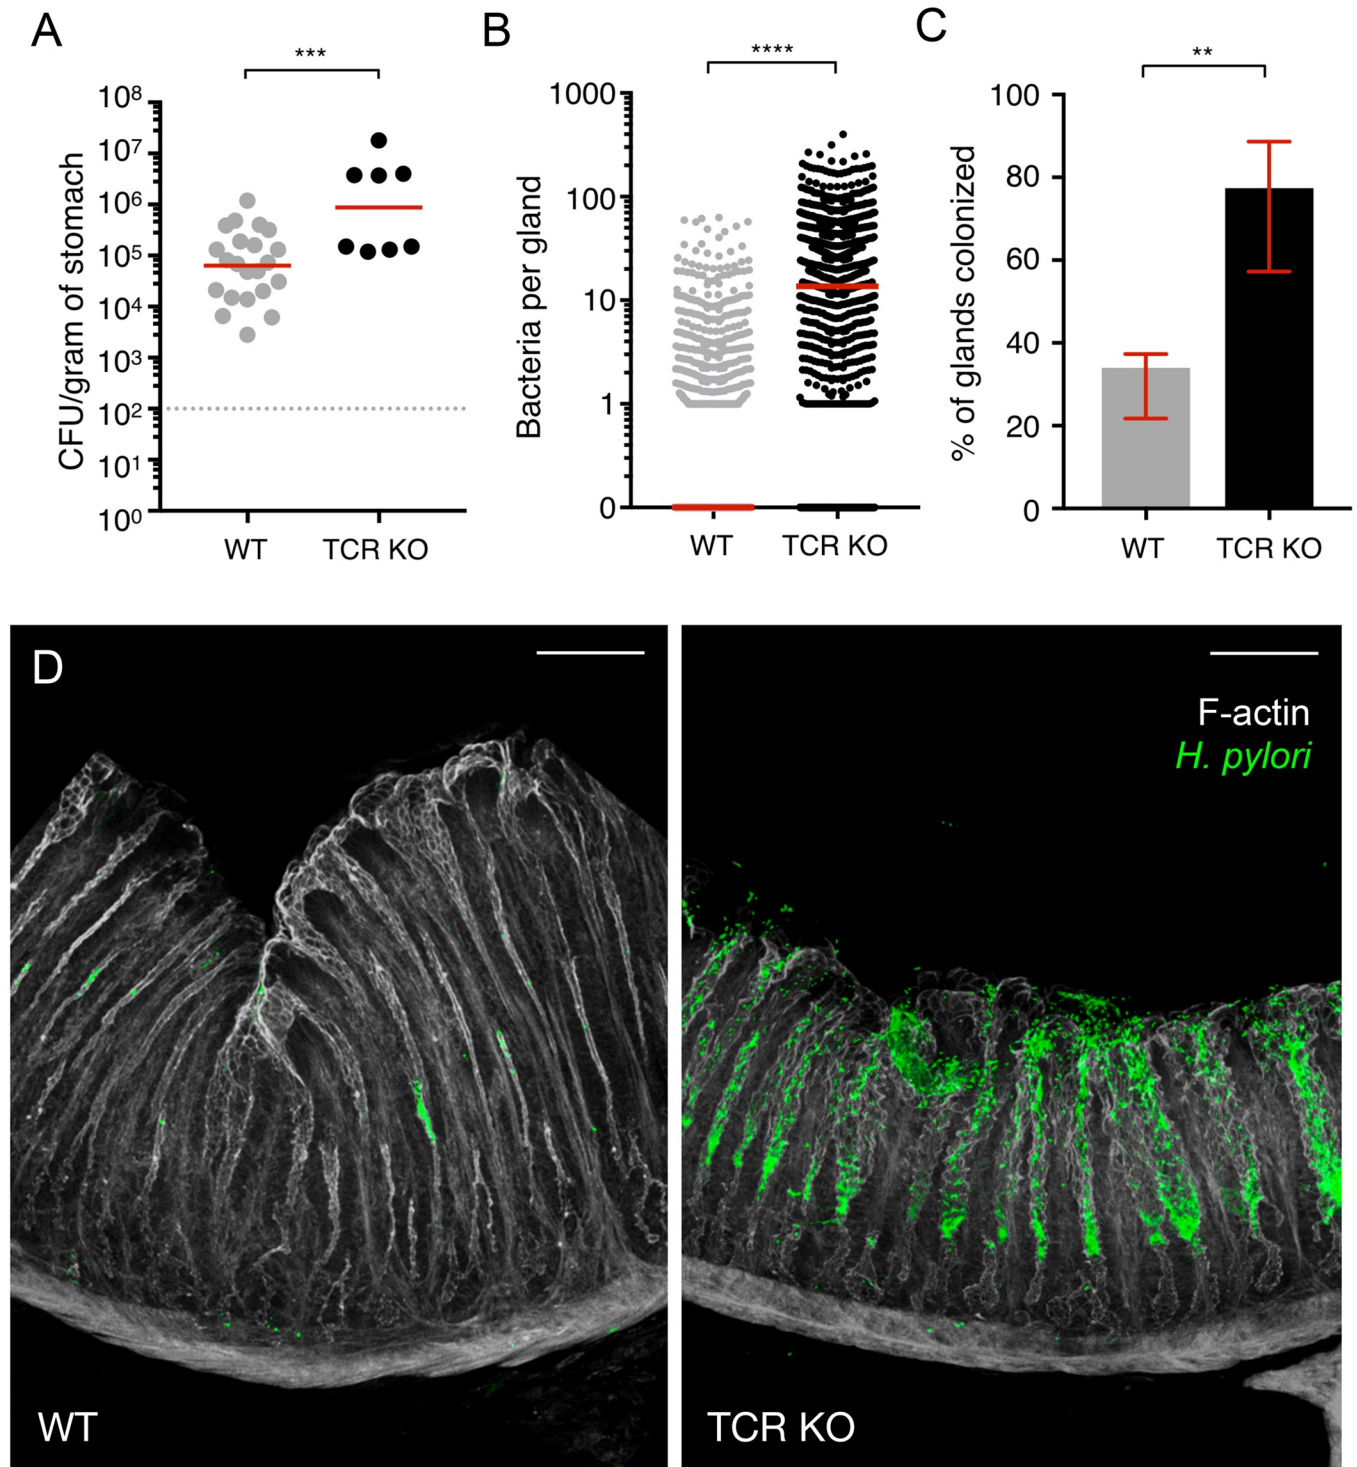 A
***
CFU/gram of stomach
10⁸
10⁷
10⁶
10⁵
10⁴
10³
10²
10¹
10⁰
WT TCR KO
B
****
Bacteria per gland
1000
100
10
1
0
WT TCR KO
C
**
% of glands colonized
100
80
60
40
20
0
WT TCR KO
D
F-actin
H. pylori
WT
TCR KO